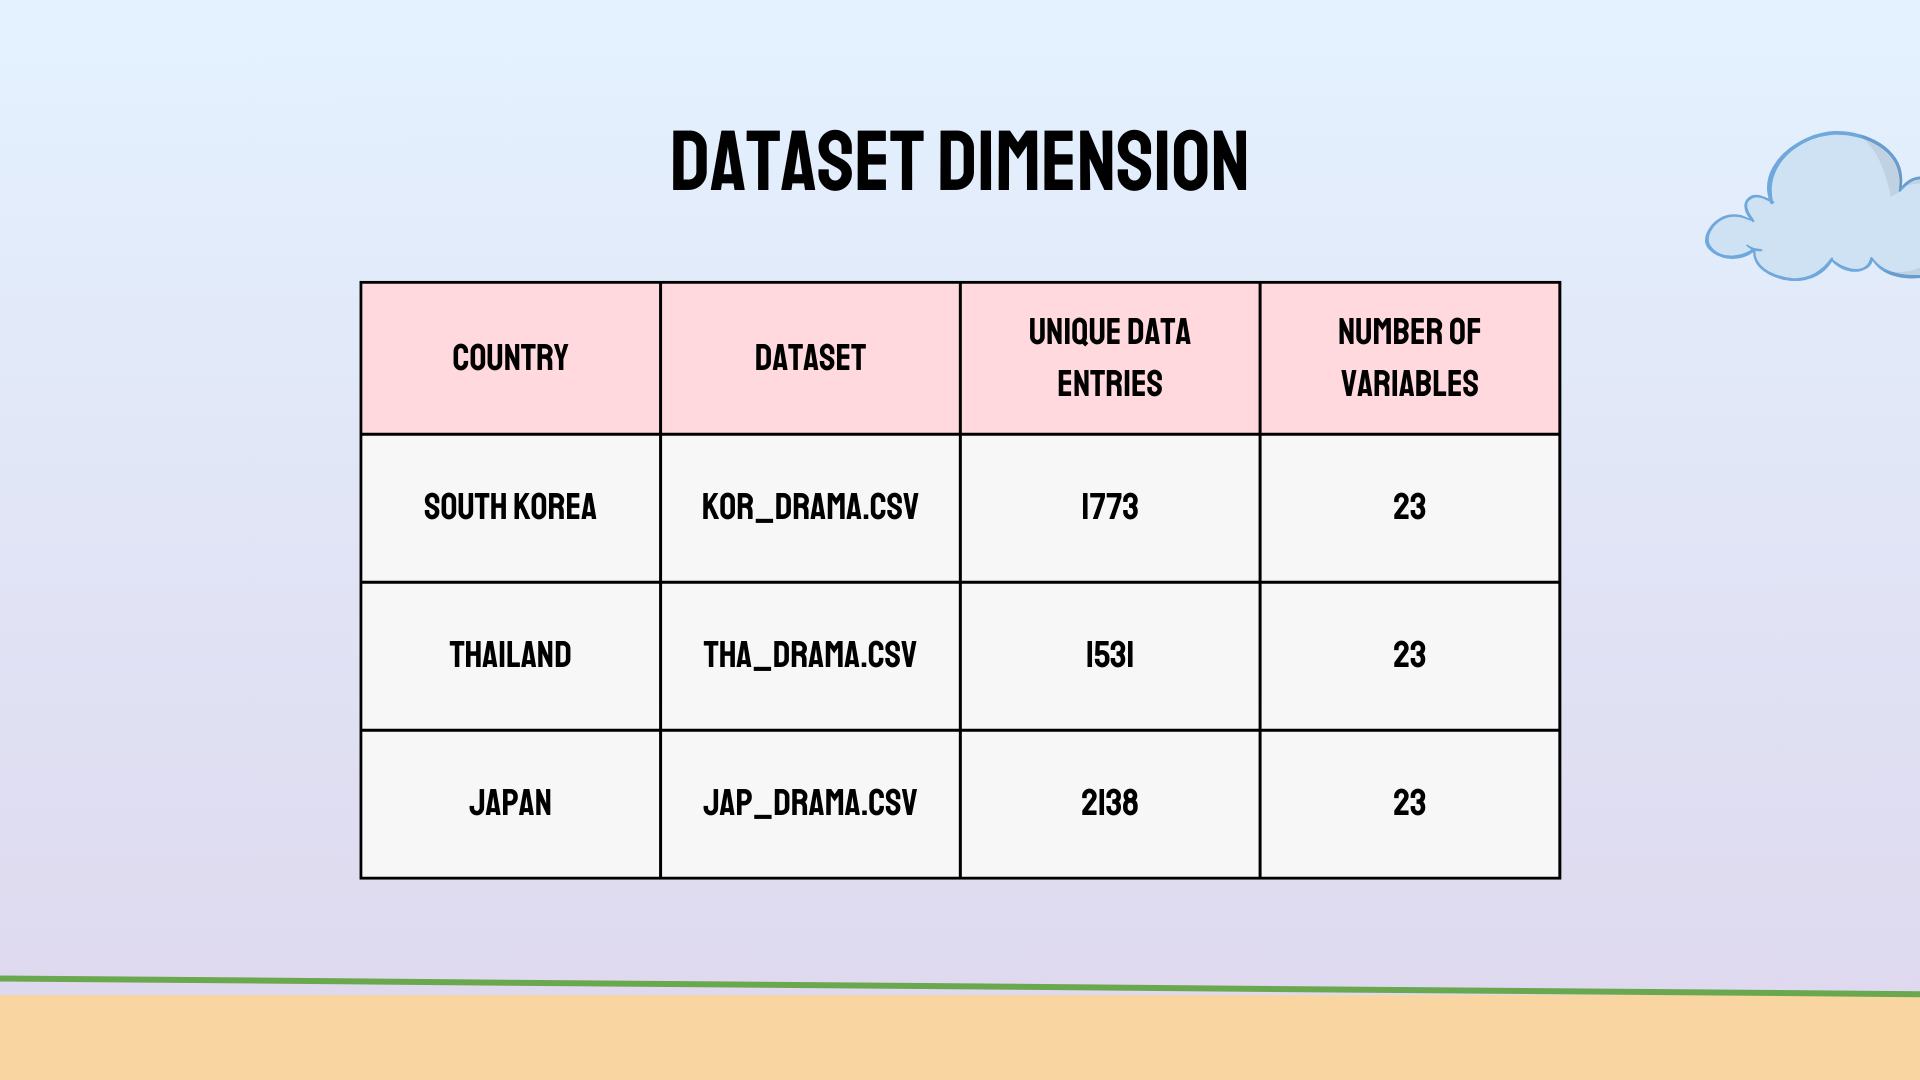 DATASET DIMENSION
COUNTRY
DATASET
UNIQUE DATA
ENTRIES
NUMBER OF
VARIABLES
SOUTH KOREA
KOR_DRAMA.CSV
1773
23
THAILAND
THA_DRAMA.CSV
1531
23
JAPAN
JAP_DRAMA.CSV
2138
23